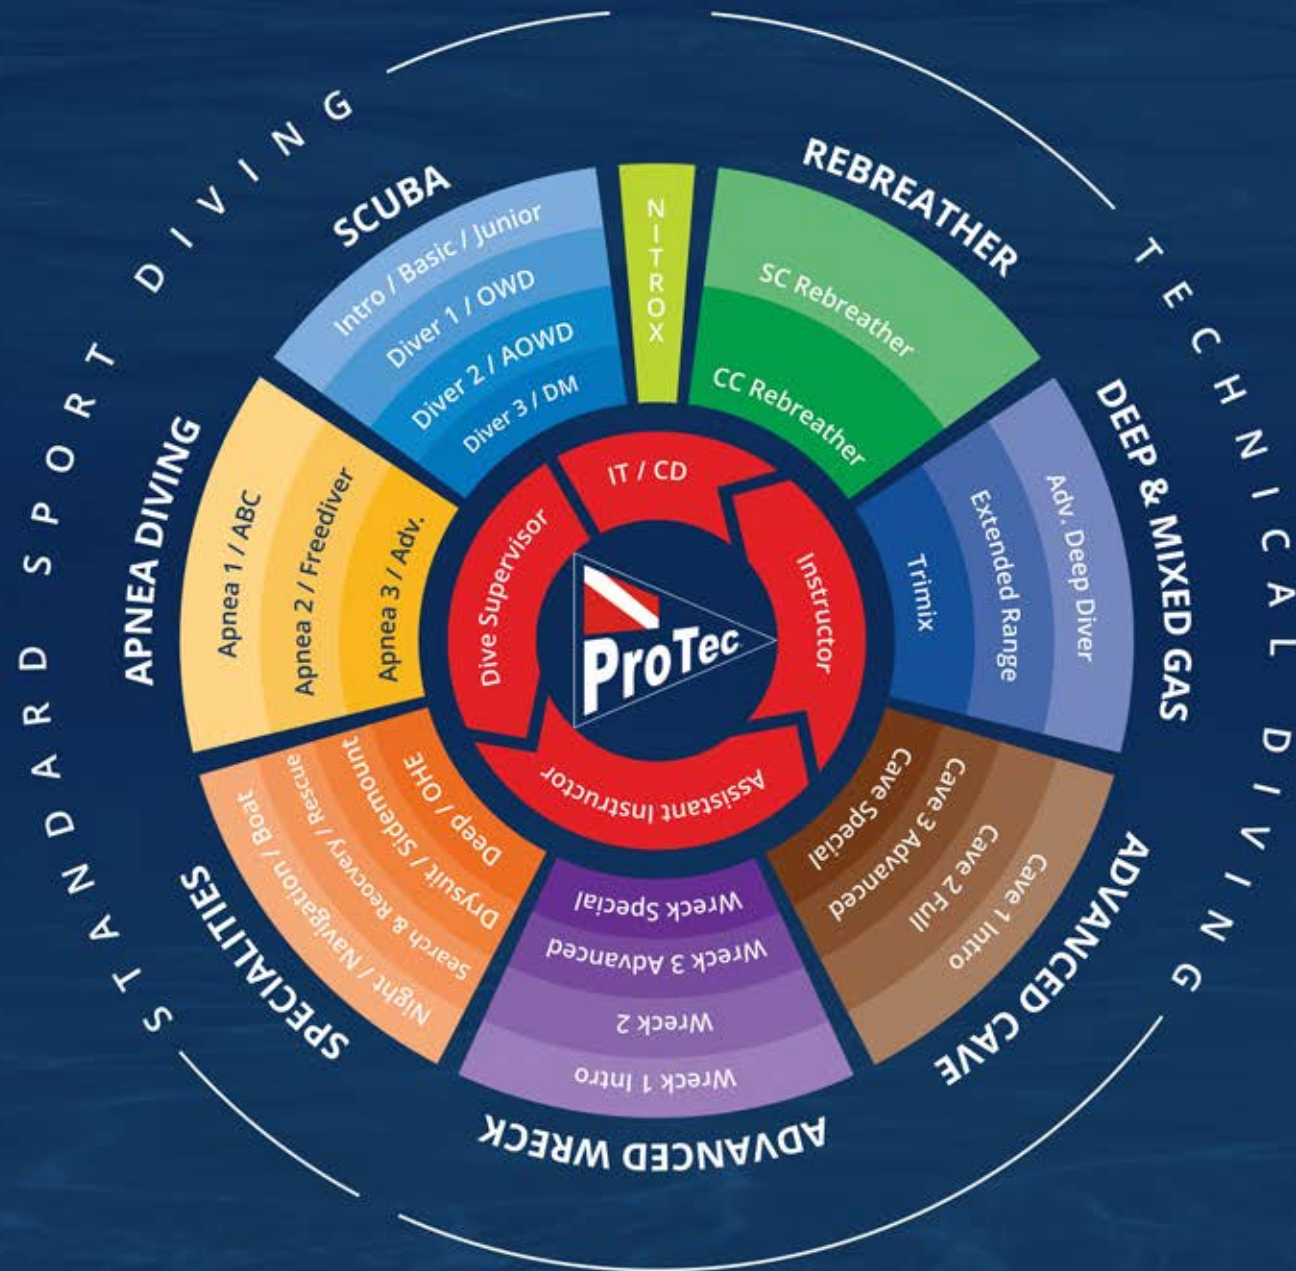 STANDARD SPORT DIVING
TECHNICAL DIVING
SCUBA
Intro / Basic / Junior
Diver 1 / OWD
Diver 2 / AOWD
Diver 3 / DM
NITROX
REBREATHER
SC Rebreather
CC Rebreather
DEEP & MIXED GAS
Adv. Deep Diver
Extended Range
Trimix
ADVANCED CAVE
Cave 1 Intro
Cave 2 Full
Cave 3 Advanced
Cave Special
ADVANCED WRECK
Wreck 1 Intro
Wreck 2
Wreck 3 Advanced
Wreck Special
SPECIALITIES
Night / Navigation / Boat
Search & Reocvery / Rescue
Drysuit / Sidemount
Deep / OHE
APNEA DIVING
Apnea 1 / ABC
Apnea 2 / Freediver
Apnea 3 / Adv.
IT / CD
Instructor
Assistant Instructor
Dive Supervisor
ProTec